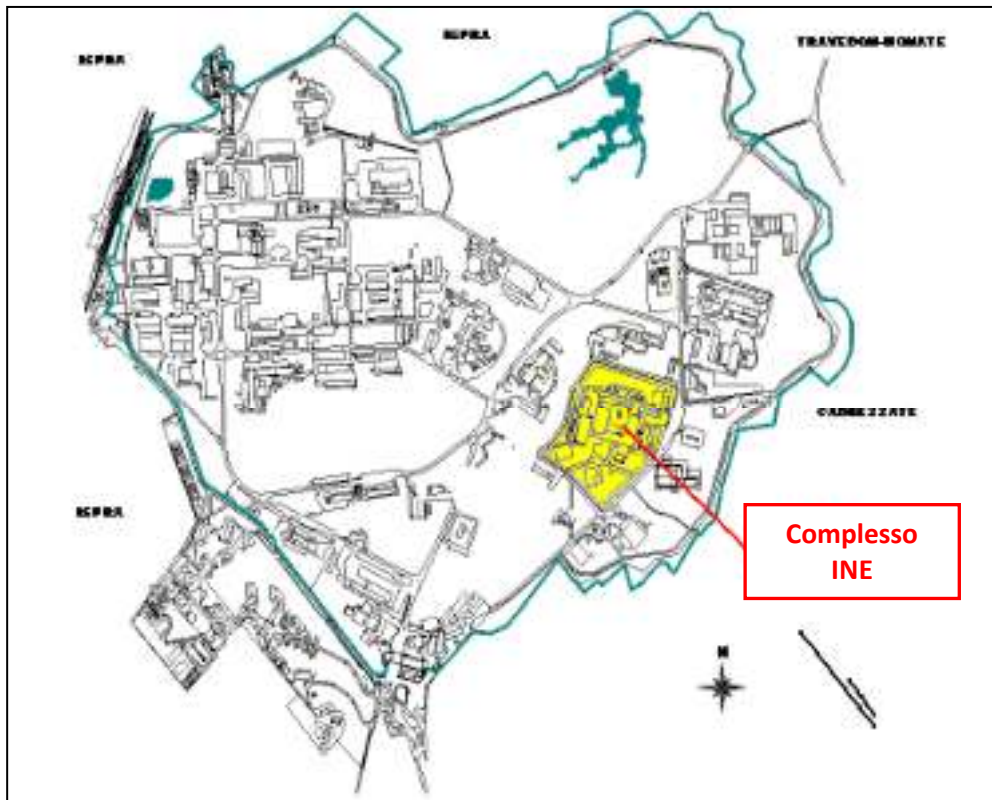 ISPRA
ISPRA
TRAVEDONA-MONATE
CADREZZATE
ISPRA
Complesso
INE
N